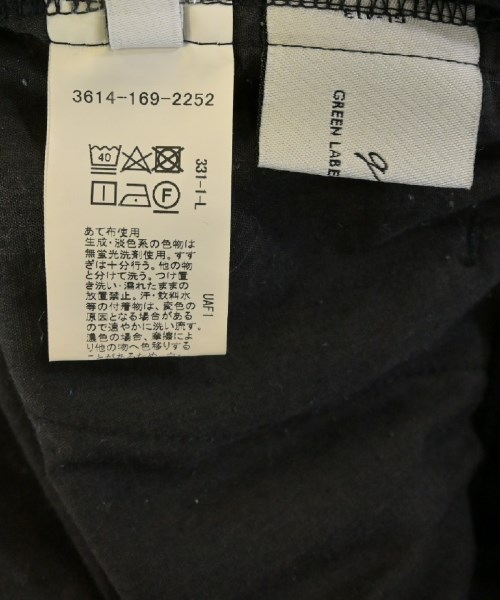 3614-169-2252
40
F
331-1-L
あて布使用
生成・淡色系の色物は
無蛍光洗剤使用。すす
ぎは十分行う。他の物
と分けて洗う。つけ置
き洗い・濡れたままの
放置禁止。汗・飲料水
等の付着物は、変色の
原因となる場合がある
ので速やかに洗い流す。
濃色の場合、摩擦によ
り他の物へ色移りする
UAF1
GREEN LABE